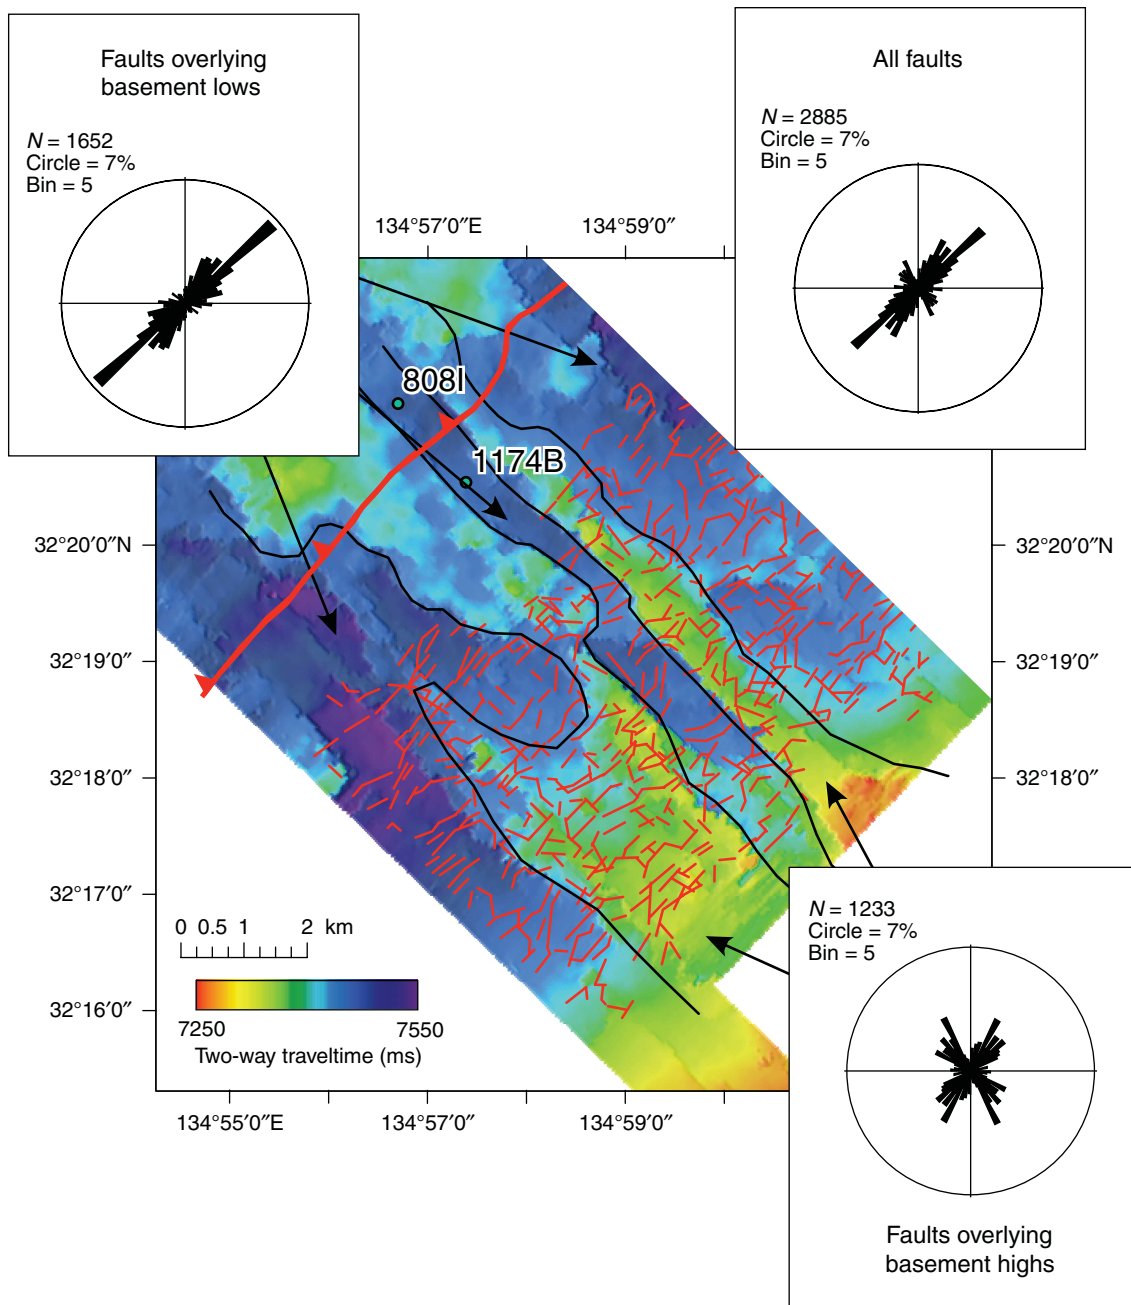 Faults overlying
basement lows
N = 1652
Circle = 7%
Bin = 5
All faults
N = 2885
Circle = 7%
Bin = 5
134°57′0″E
134°59′0″
808I
1174B
32°20′0″N
32°19′0″
32°18′0″
32°17′0″
32°16′0″
32°20′0″N
32°19′0″
32°18′0″
0 0.5 1 2 km
7250 7550
Two-way traveltime (ms)
134°55′0″E
134°57′0″
134°59′0″
N = 1233
Circle = 7%
Bin = 5
Faults overlying
basement highs